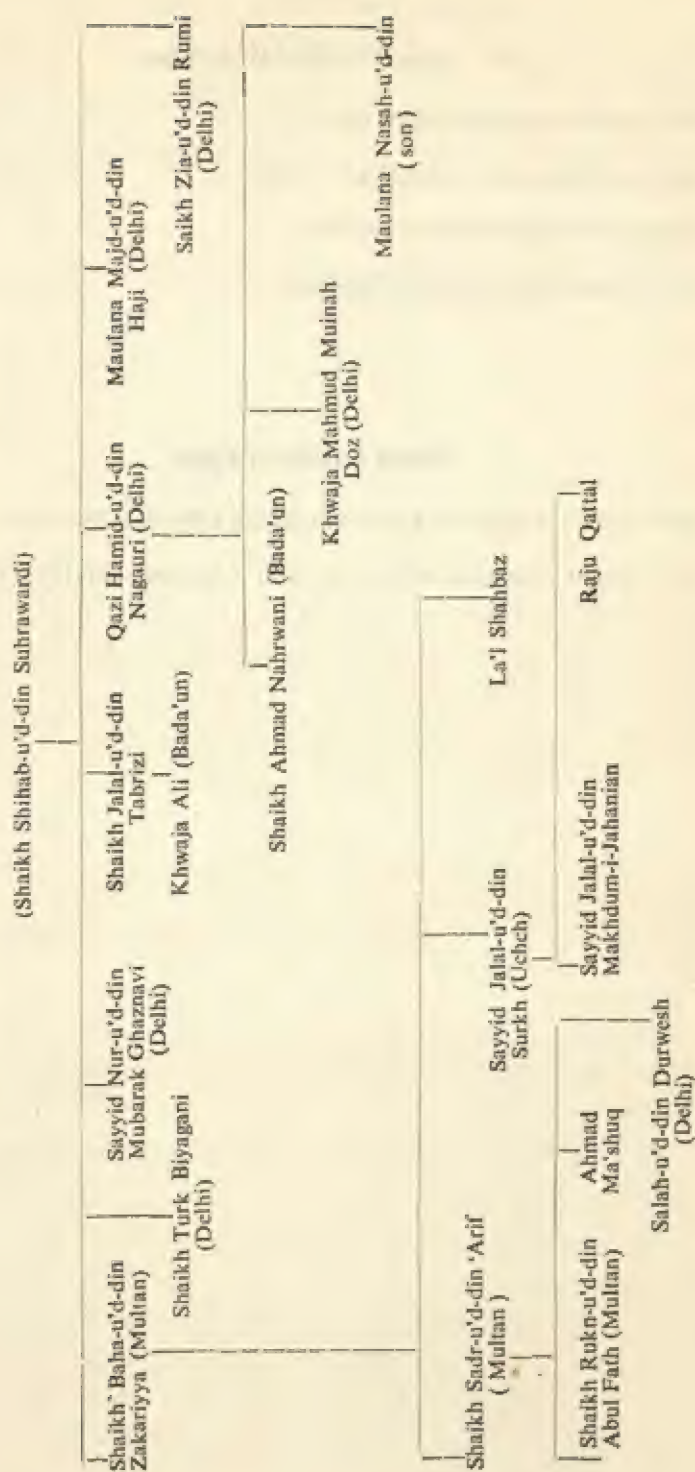 (Shaikh Shihab-u'd-din Suhrawardi)
Shaikh Baha-u'd-din
Zakariyya (Multan)
Shaikh Turk Biyagani
(Delhi)
Sayyid Nur-u'd-din
Mubarak Ghaznavi
(Delhi)
Shaikh Jalal-u'd-din
Tabrizi
Khwaja Ali (Bada'un)
Qazi Hamid-u'd-din
Nagauri (Delhi)
Maulana Majd-u'd-din
Haji (Delhi)
Saikh Zia-u'd-din Rumi
(Delhi)
Shaikh Ahmad Nahrwani (Bada'un)
Khwaja Mahmud Muinah
Doz (Delhi)
Maulana Nasah-u'd-din
( son )
Shaikh Sadr-u'd-din 'Arif
( Multan )
Sayyid Jalal-u'd-din
Surkh (Uchch)
La'l Shahbaz
Shaikh Rukn-u'd-din
Abul Fath (Multan)
Ahmad
Ma'shuq
Salah-u'd-din Durwesh
(Delhi)
Sayyid Jalal-u'd-din
Makhdum-i-Jahanian
Raju Qattal